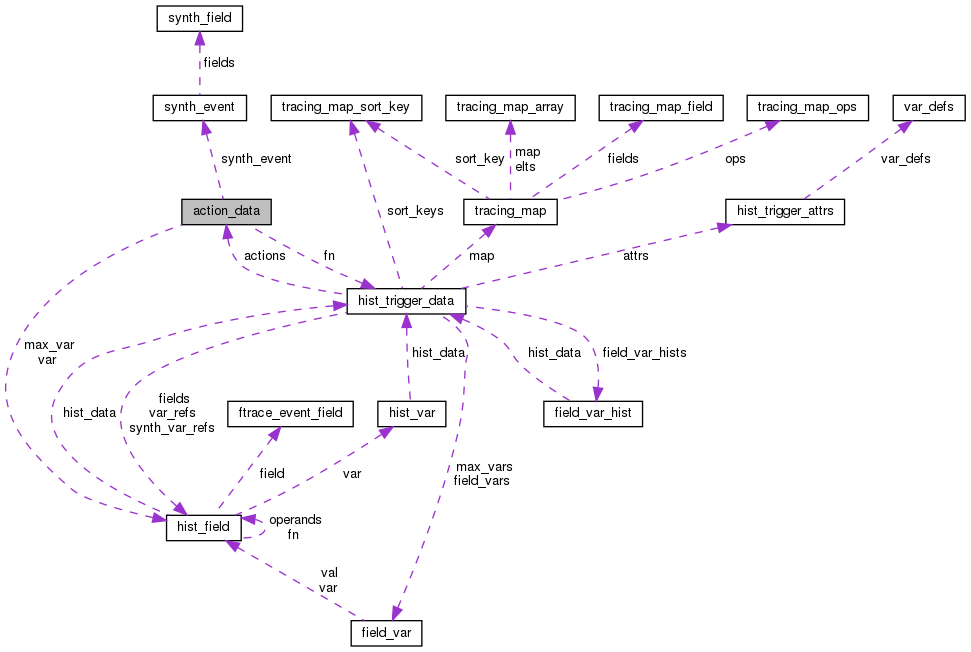 synth_field
fields
synth_event
tracing_map_sort_key
tracing_map_array
tracing_map_field
tracing_map_ops
var_defs
synth_event
sort_key
map
elts
fields
ops
var_defs
action_data
sort_keys
tracing_map
hist_trigger_attrs
actions
fn
map
attrs
hist_trigger_data
max_var
var
hist_data
hist_data
field_var_hists
hist_data
fields
var_refs
synth_var_refs
ftrace_event_field
hist_var
field_var_hist
field
var
max_vars
field_vars
hist_field
operands
fn
val
var
field_var